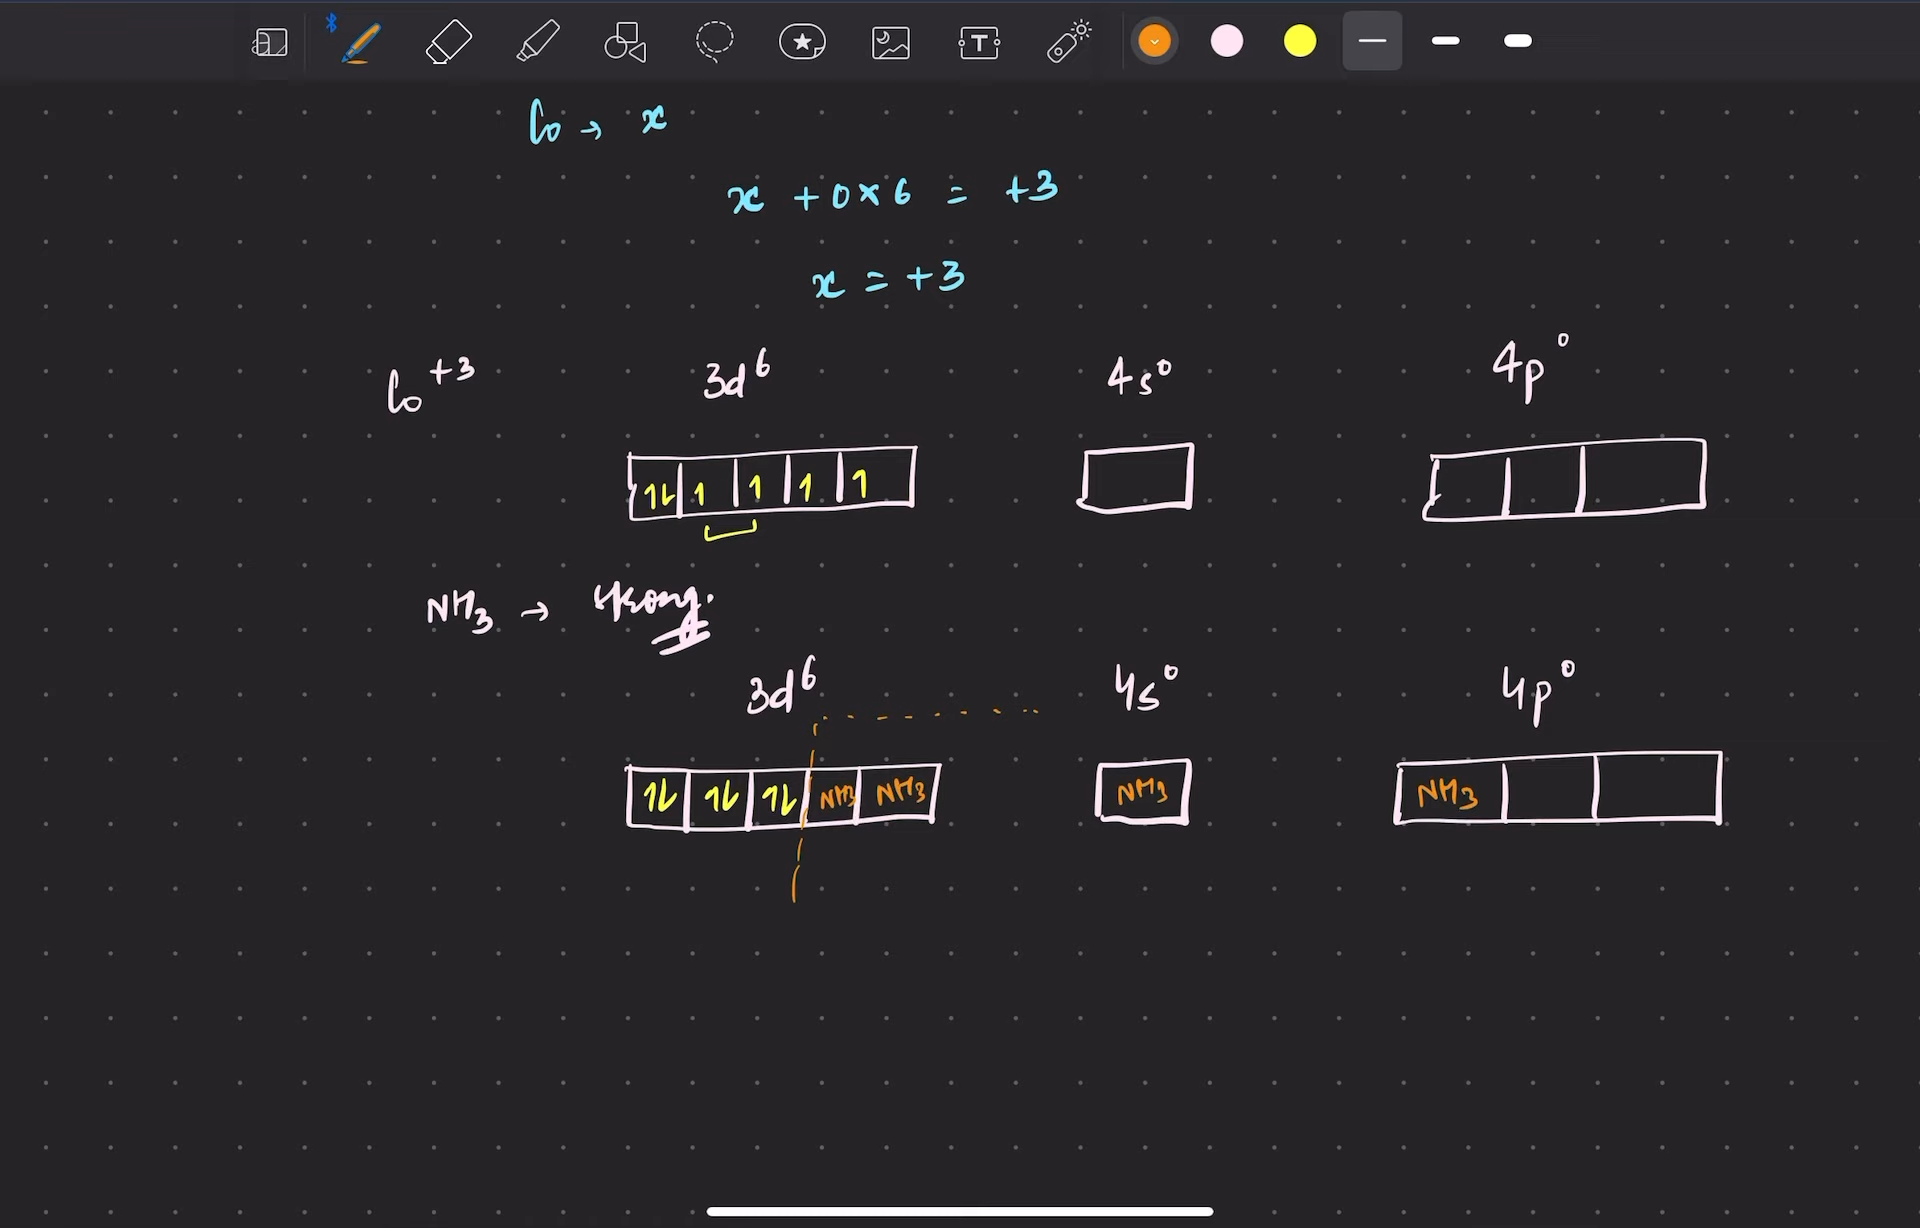 Co → x
x + 0 × 6 = +3
x = +3
Co⁺³ 3d⁶ 4s⁰ 4p⁰
1l 1 1 1 1
NH₃ → strong.
3d⁶ 4s⁰ 4p⁰
1l 1l 1l NH₃ NH₃ NH₃ NH₃